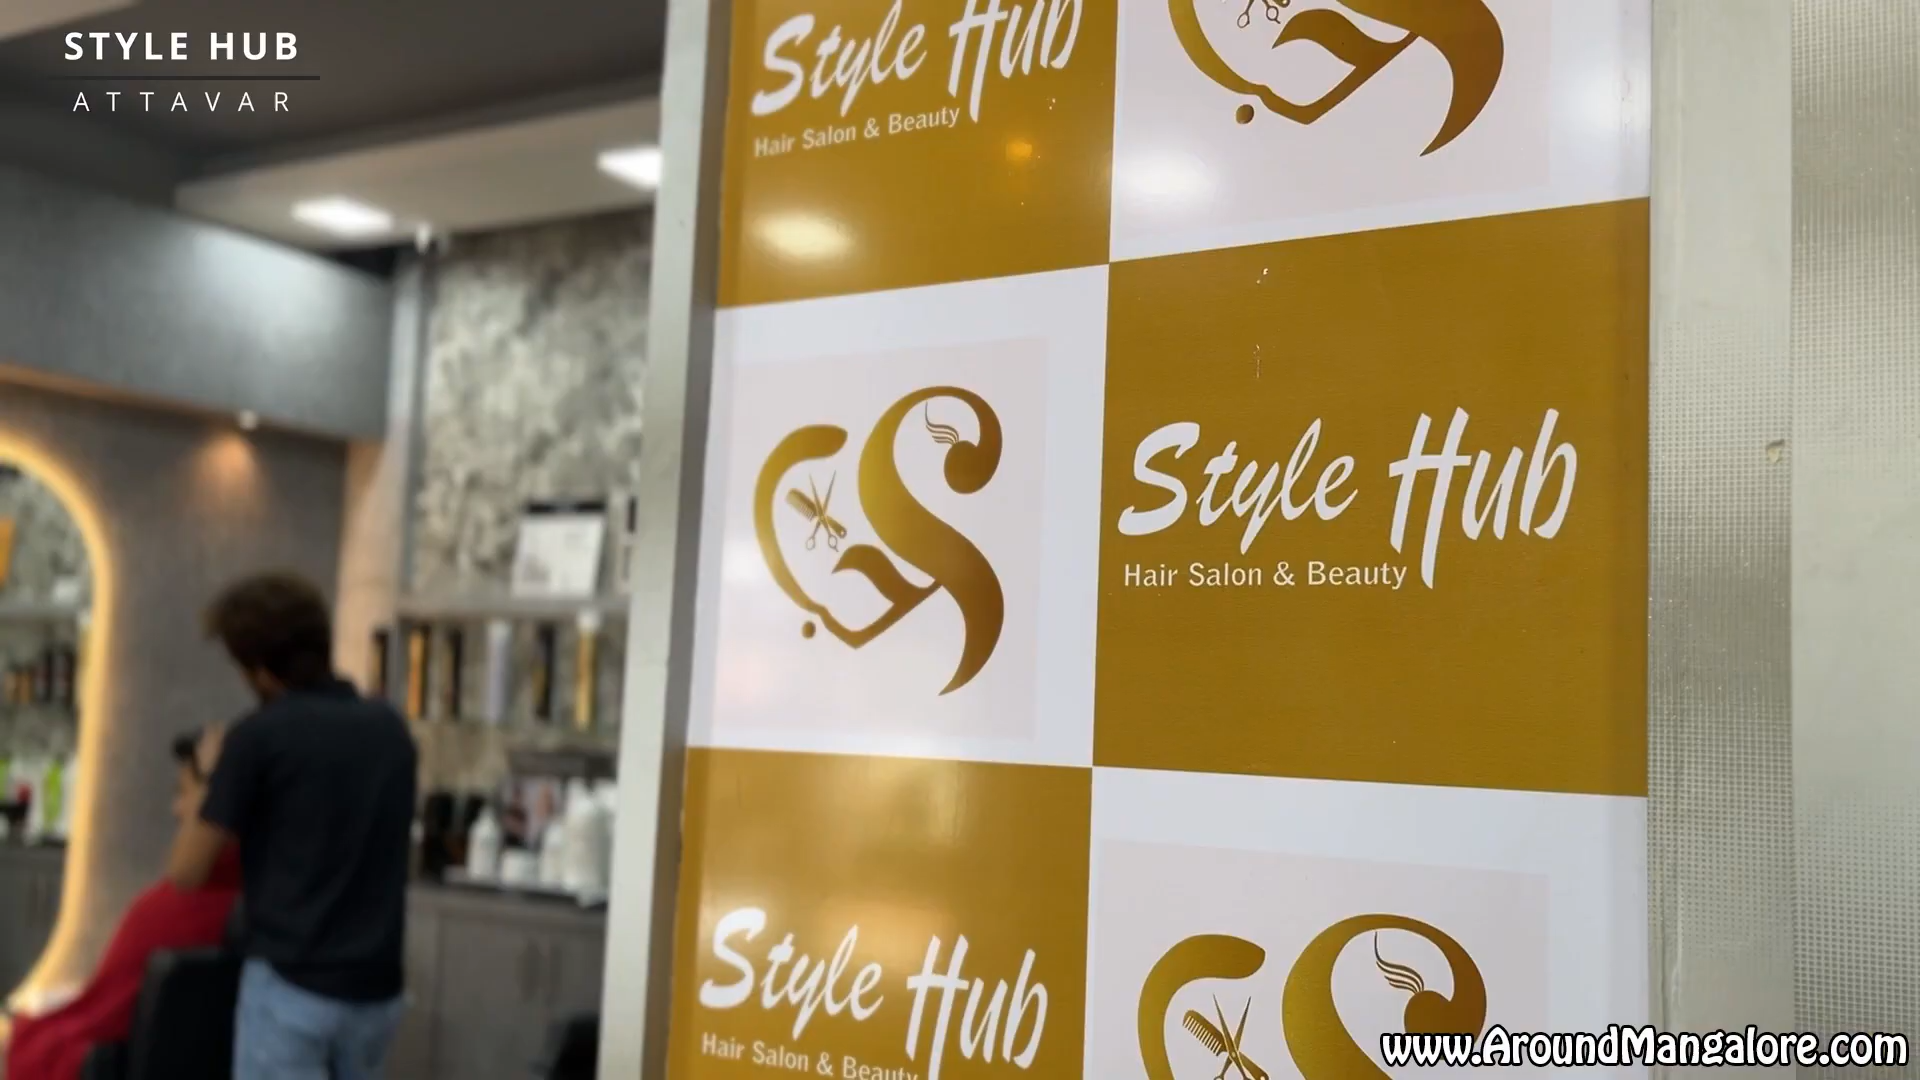 STYLE HUB
ATTAVAR
Style Hub
Hair Salon & Beauty
Style Hub
Hair Salon & Beauty
Style Hub
Hair Salon & Beauty
www.AroundMangalore.com